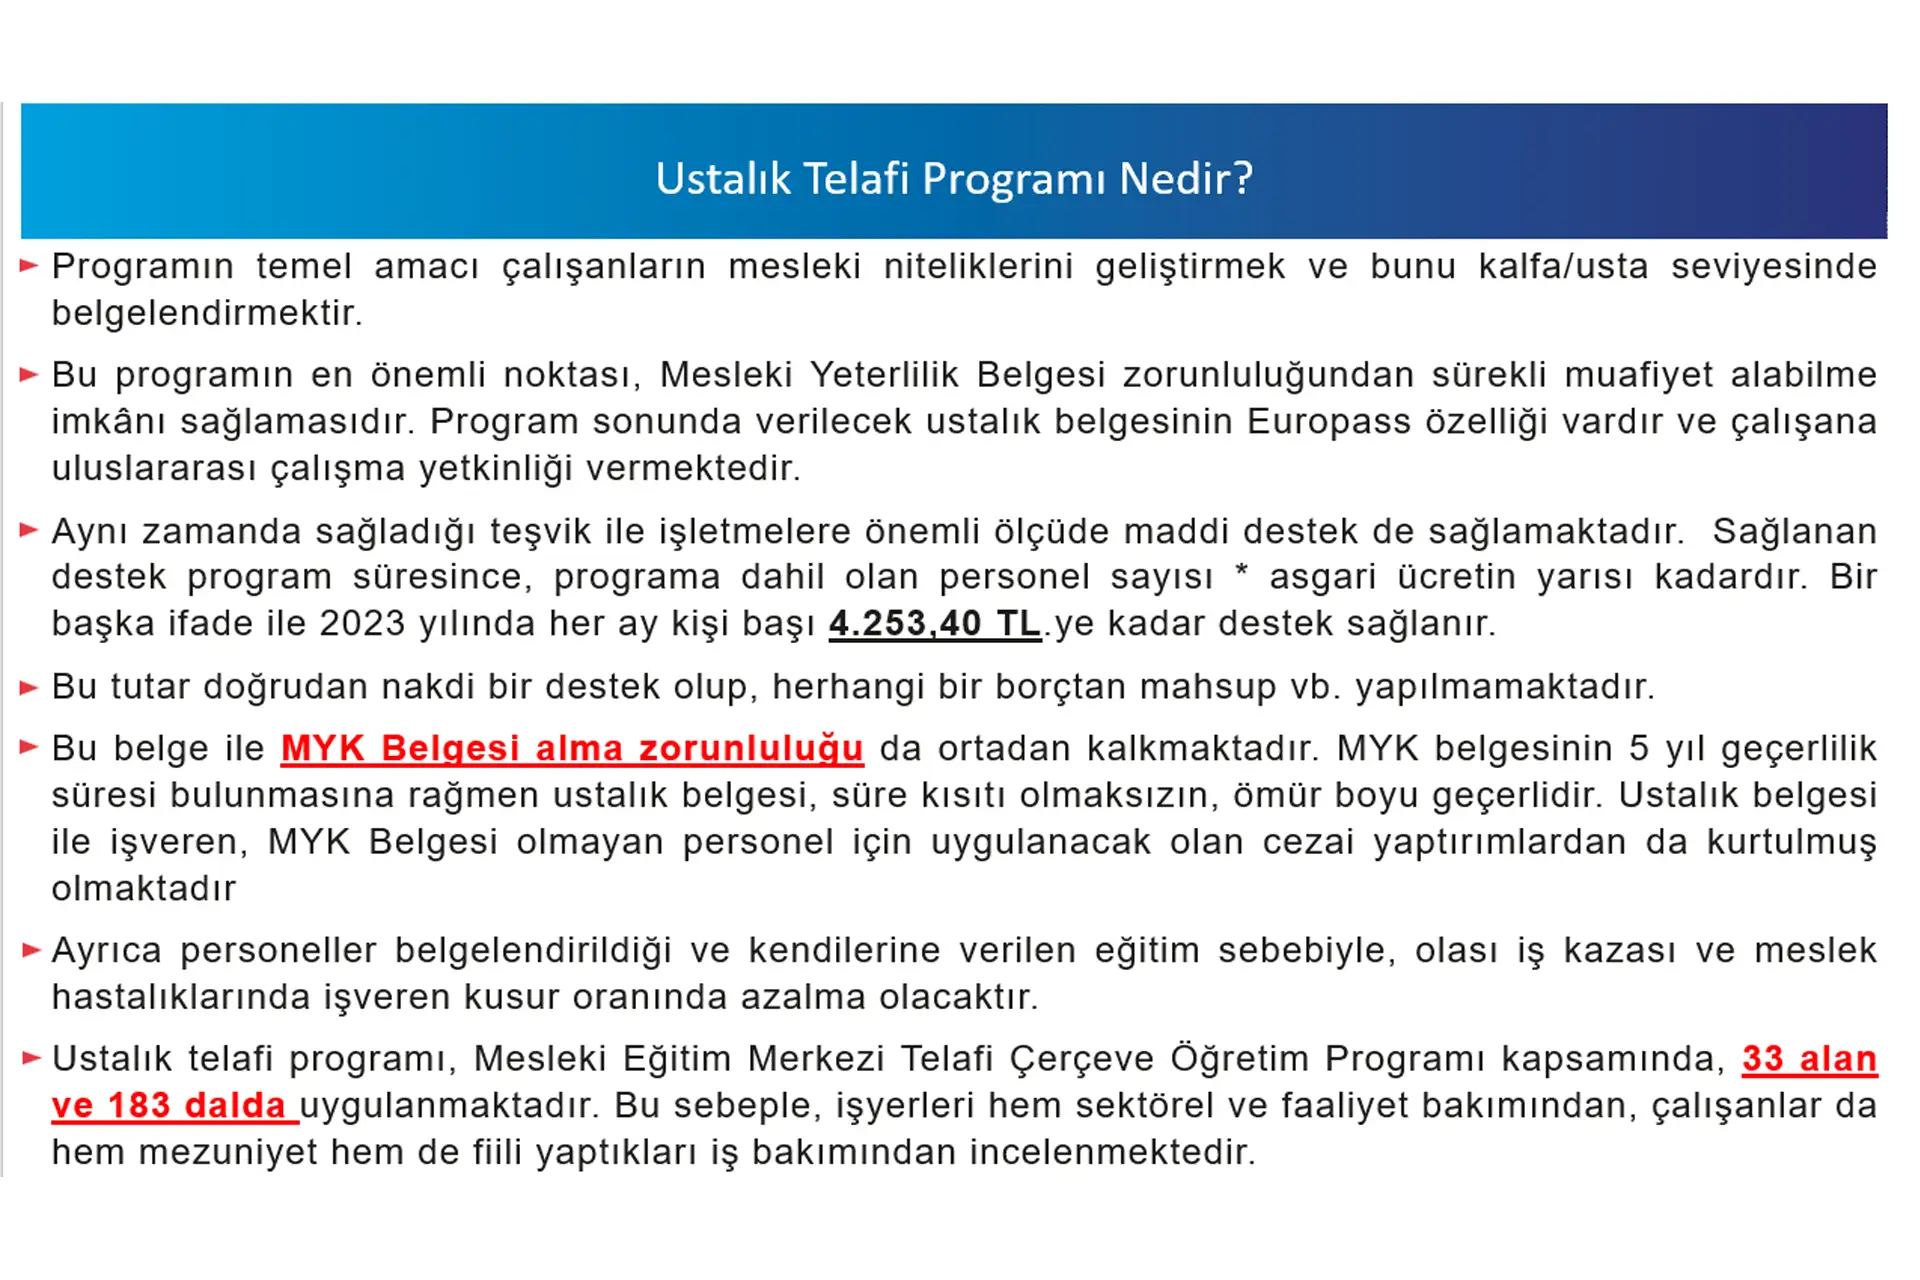 Ustalık Telafi Programı Nedir?
► Programın temel amacı çalışanların mesleki niteliklerini geliştirmek ve bunu kalfa/usta seviyesinde
belgelendirmektir.
► Bu programın en önemli noktası, Mesleki Yeterlilik Belgesi zorunluluğundan sürekli muafiyet alabilme
imkânı sağlamasıdır. Program sonunda verilecek ustalık belgesinin Europass özelliği vardır ve çalışana
uluslararası çalışma yetkinliği vermektedir.
► Aynı zamanda sağladığı teşvik ile işletmelere önemli ölçüde maddi destek de sağlamaktadır.  Sağlanan
destek program süresince, programa dahil olan personel sayısı * asgari ücretin yarısı kadardır. Bir
başka ifade ile 2023 yılında her ay kişi başı 4.253,40 TL.ye kadar destek sağlanır.
► Bu tutar doğrudan nakdi bir destek olup, herhangi bir borçtan mahsup vb. yapılmamaktadır.
► Bu belge ile MYK Belgesi alma zorunluluğu da ortadan kalkmaktadır. MYK belgesinin 5 yıl geçerlilik
süresi bulunmasına rağmen ustalık belgesi, süre kısıtı olmaksızın, ömür boyu geçerlidir. Ustalık belgesi
ile işveren, MYK Belgesi olmayan personel için uygulanacak olan cezai yaptırımlardan da kurtulmuş
olmaktadır
► Ayrıca personeller belgelendirildiği ve kendilerine verilen eğitim sebebiyle, olası iş kazası ve meslek
hastalıklarında işveren kusur oranında azalma olacaktır.
► Ustalık telafi programı, Mesleki Eğitim Merkezi Telafi Çerçeve Öğretim Programı kapsamında, 33 alan
ve 183 dalda uygulanmaktadır. Bu sebeple, işyerleri hem sektörel ve faaliyet bakımından, çalışanlar da
hem mezuniyet hem de fiili yaptıkları iş bakımından incelenmektedir.